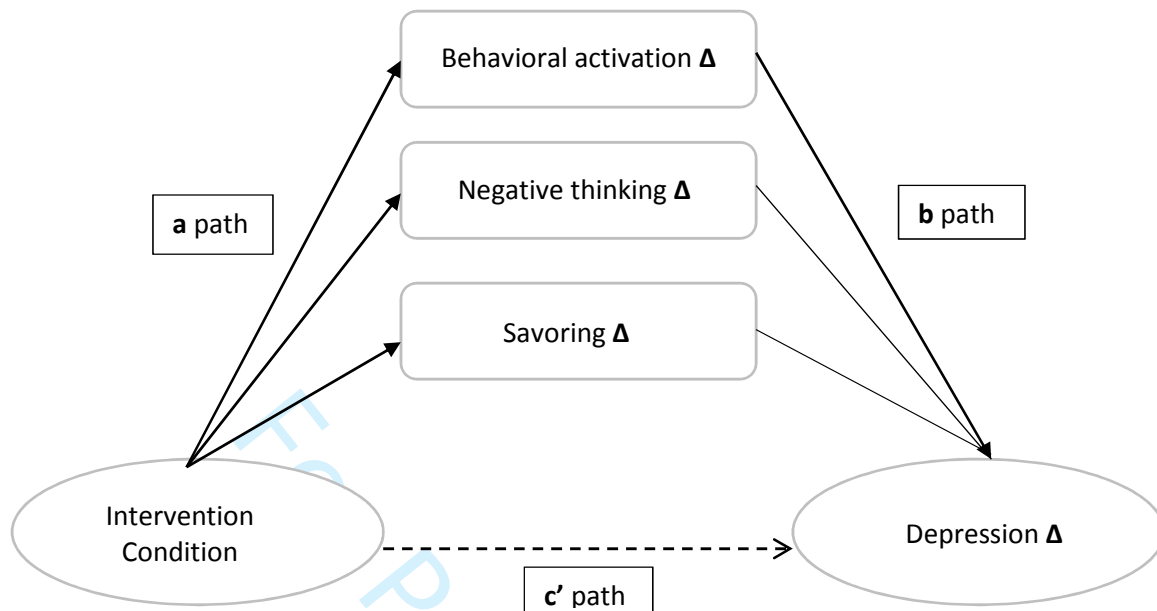 Behavioral activation Δ
Negative thinking Δ
a path
b path
Savoring Δ
Intervention
Condition
Depression Δ
c’ path